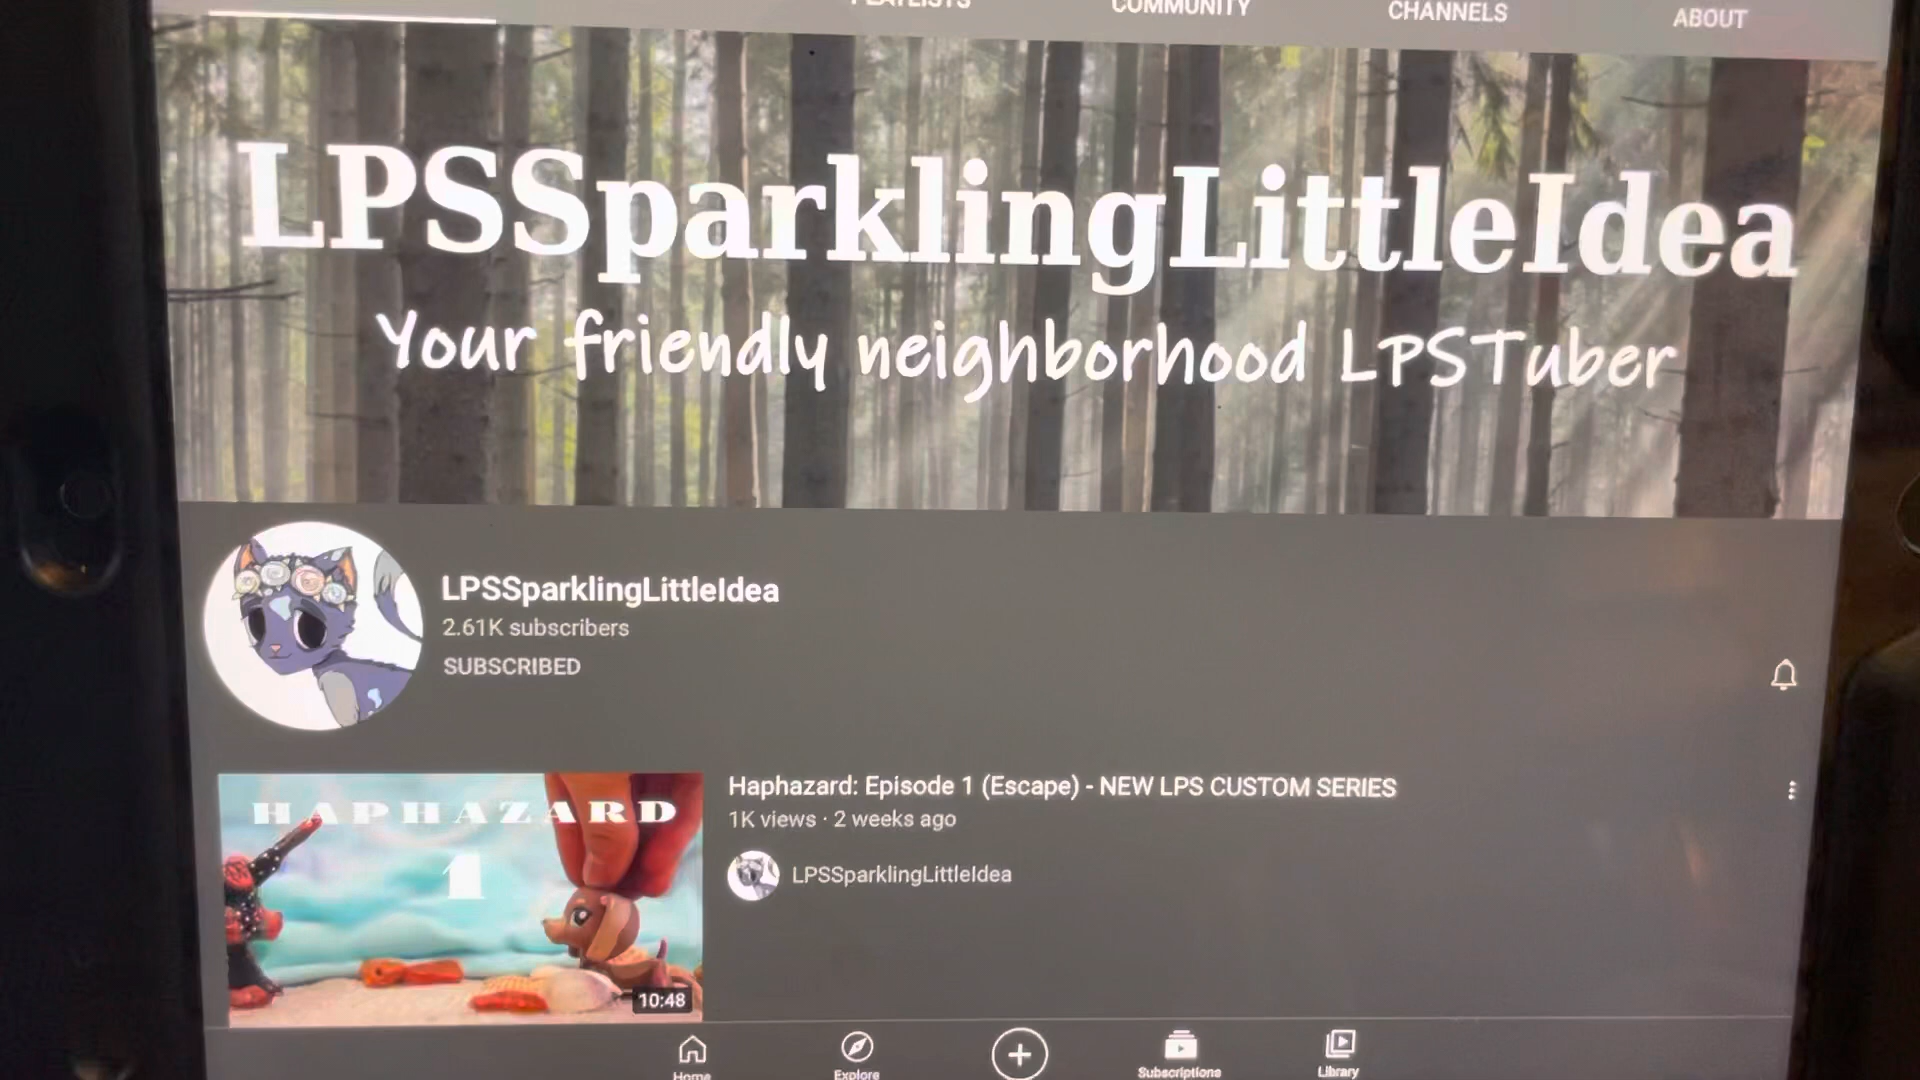 PLAYLISTS COMMUNITY CHANNELS ABOUT
LPSSparklingLittleIdea
Your friendly neighborhood LPSTuber
LPSSparklingLittleIdea
2.61K subscribers
SUBSCRIBED
HAPHAZARD
1
10:48
Haphazard: Episode 1 (Escape) - NEW LPS CUSTOM SERIES
1K views · 2 weeks ago
LPSSparklingLittleIdea
Home Explore Subscriptions Library